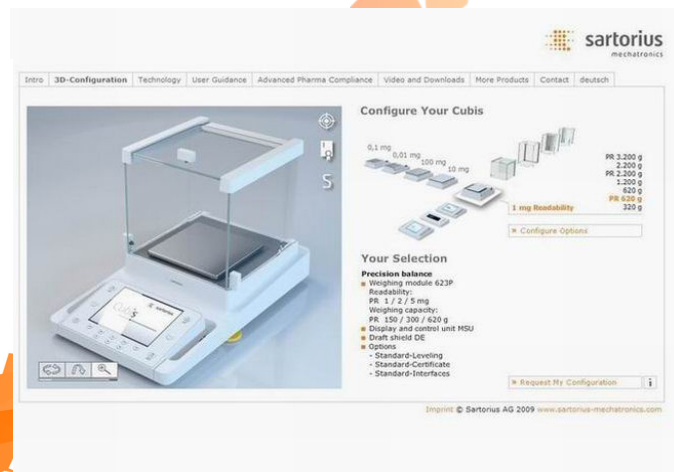 sartorius
mechatronics
Intro 3D-Configuration Technology User Guidance Advanced Pharma Compliance Video and Downloads More Products Contact deutsch
Configure Your Cubis
0,1 mg
0,01 mg
100 mg
10 mg
PR 3.200 g
2.200 g
PR 2.200 g
1.200 g
620 g
PR 620 g
1 mg Readability 320 g
» Configure Options
S
Your Selection
Precision balance
Weighing module 623P
Readability:
PR 1 / 2 / 5 mg
Weighing capacity:
PR 150 / 300 / 620 g
Display and control unit MSU
Draft shield DE
Options
- Standard-Leveling
- Standard-Certificate
- Standard-Interfaces
Cubis
sartorius
» Request My Configuration i
Imprint © Sartorius AG 2009 www.sartorius-mechatronics.com